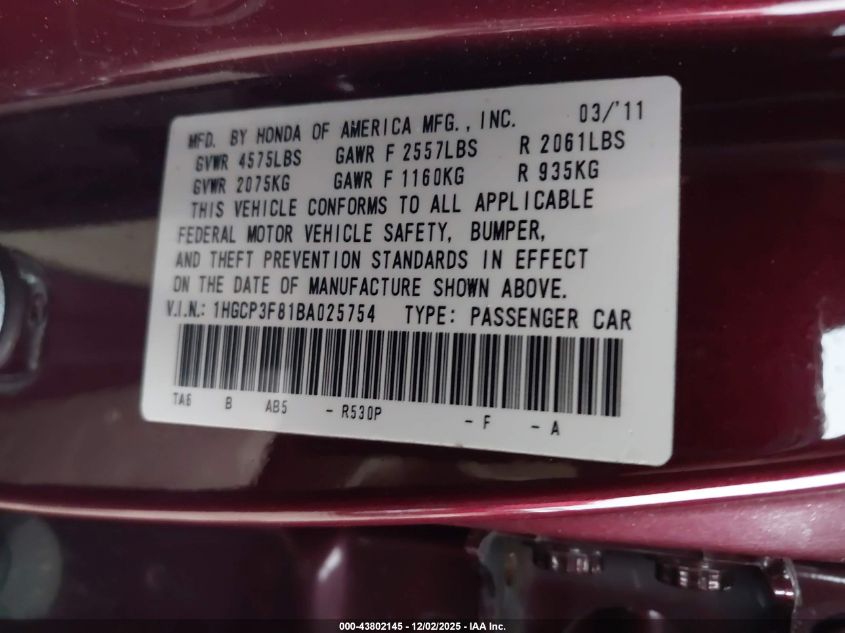 MFD. BY HONDA OF AMERICA MFG., INC. 03/'11
GVWR 4575LBS GAWR F 2557LBS R 2061LBS
GVWR 2075KG GAWR F 1160KG R 935KG
THIS VEHICLE CONFORMS TO ALL APPLICABLE
FEDERAL MOTOR VEHICLE SAFETY, BUMPER,
AND THEFT PREVENTION STANDARDS IN EFFECT
ON THE DATE OF MANUFACTURE SHOWN ABOVE.
V.I.N.: 1HGCP3F81BA025754 TYPE: PASSENGER CAR
TA6 B AB5 - R530P - F - A
000-43802145 - 12/02/2025 - IAA Inc.